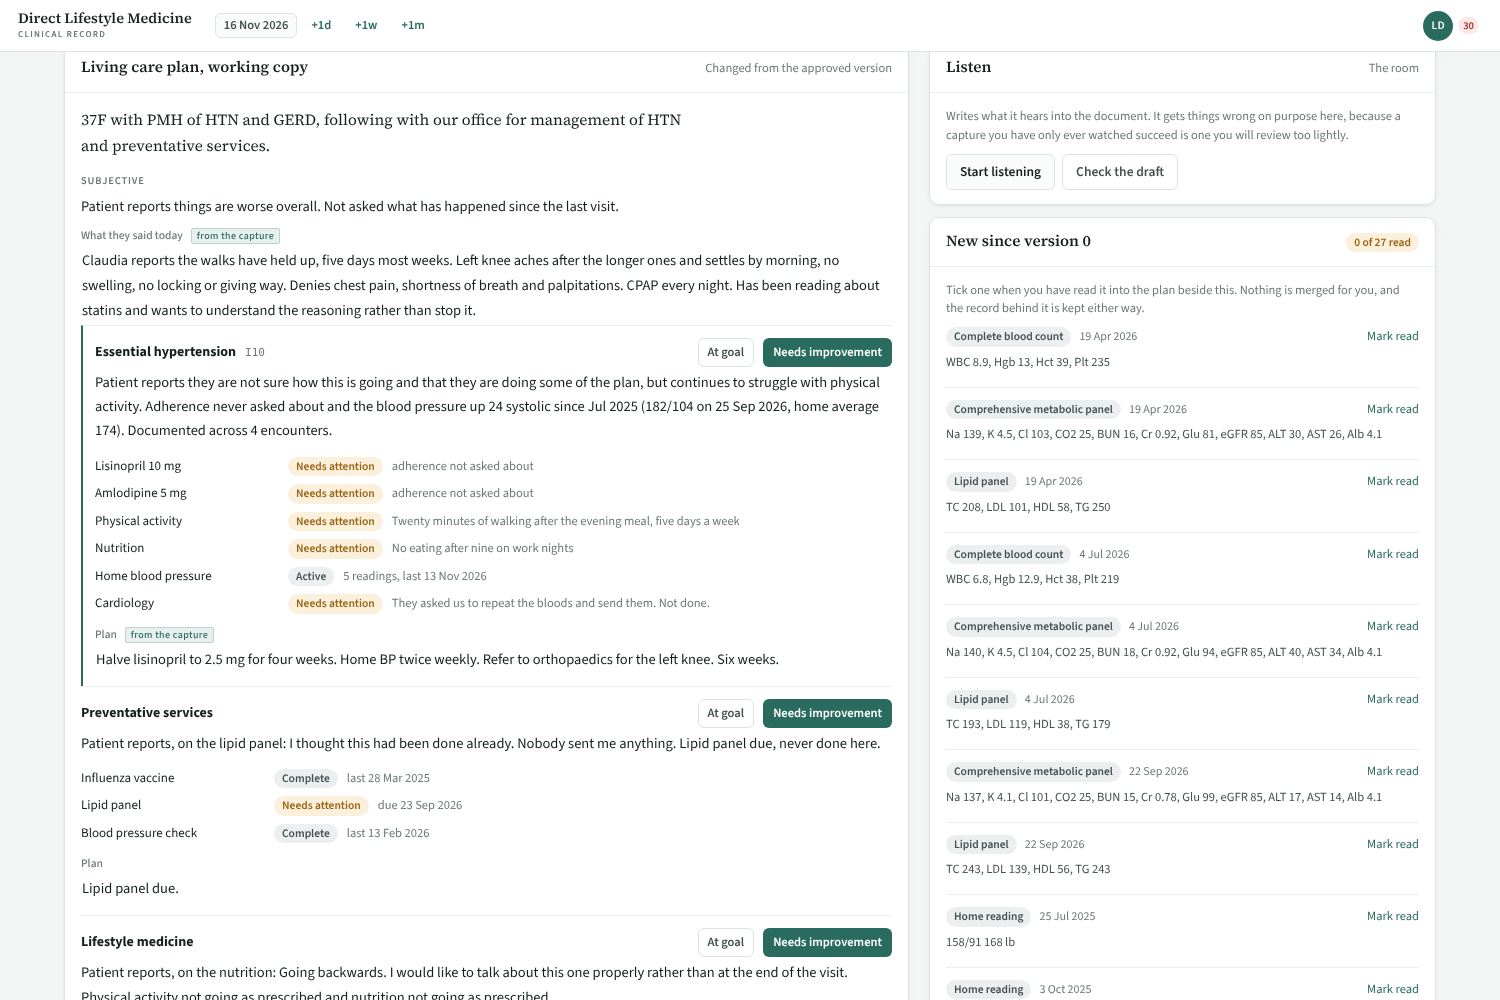 Direct Lifestyle Medicine
CLINICAL RECORD
16 Nov 2026
+1d
+1w
+1m
LD
30
Living care plan, working copy
Changed from the approved version
37F with PMH of HTN and GERD, following with our office for management of HTN
and preventative services.
SUBJECTIVE
Patient reports things are worse overall. Not asked what has happened since the last visit.
What they said today from the capture
Claudia reports the walks have held up, five days most weeks. Left knee aches after the longer ones and settles by morning, no
swelling, no locking or giving way. Denies chest pain, shortness of breath and palpitations. CPAP every night. Has been reading about
statins and wants to understand the reasoning rather than stop it.
Essential hypertension I10
At goal
Needs improvement
Patient reports they are not sure how this is going and that they are doing some of the plan, but continues to struggle with physical
activity. Adherence never asked about and the blood pressure up 24 systolic since Jul 2025 (182/104 on 25 Sep 2026, home average
174). Documented across 4 encounters.
Lisinopril 10 mg Needs attention adherence not asked about
Amlodipine 5 mg Needs attention adherence not asked about
Physical activity Needs attention Twenty minutes of walking after the evening meal, five days a week
Nutrition Needs attention No eating after nine on work nights
Home blood pressure Active 5 readings, last 13 Nov 2026
Cardiology Needs attention They asked us to repeat the bloods and send them. Not done.
Plan from the capture
Halve lisinopril to 2.5 mg for four weeks. Home BP twice weekly. Refer to orthopaedics for the left knee. Six weeks.
Preventative services
At goal
Needs improvement
Patient reports, on the lipid panel: I thought this had been done already. Nobody sent me anything. Lipid panel due, never done here.
Influenza vaccine Complete last 28 Mar 2025
Lipid panel Needs attention due 23 Sep 2026
Blood pressure check Complete last 13 Feb 2026
Plan
Lipid panel due.
Lifestyle medicine
At goal
Needs improvement
Patient reports, on the nutrition: Going backwards. I would like to talk about this one properly rather than at the end of the visit.
Physical activity not going as prescribed and nutrition not going as prescribed.
Listen
The room
Writes what it hears into the document. It gets things wrong on purpose here, because a
capture you have only ever watched succeed is one you will review too lightly.
Start listening
Check the draft
New since version 0
0 of 27 read
Tick one when you have read it into the plan beside this. Nothing is merged for you, and
the record behind it is kept either way.
Complete blood count 19 Apr 2026 Mark read
WBC 8.9, Hgb 13, Hct 39, Plt 235
Comprehensive metabolic panel 19 Apr 2026 Mark read
Na 139, K 4.5, Cl 103, CO2 25, BUN 16, Cr 0.92, Glu 81, eGFR 85, ALT 30, AST 26, Alb 4.1
Lipid panel 19 Apr 2026 Mark read
TC 208, LDL 101, HDL 58, TG 250
Complete blood count 4 Jul 2026 Mark read
WBC 6.8, Hgb 12.9, Hct 38, Plt 219
Comprehensive metabolic panel 4 Jul 2026 Mark read
Na 140, K 4.5, Cl 104, CO2 25, BUN 18, Cr 0.92, Glu 94, eGFR 85, ALT 40, AST 34, Alb 4.1
Lipid panel 4 Jul 2026 Mark read
TC 193, LDL 119, HDL 38, TG 179
Comprehensive metabolic panel 22 Sep 2026 Mark read
Na 137, K 4.1, Cl 101, CO2 25, BUN 15, Cr 0.78, Glu 99, eGFR 85, ALT 17, AST 14, Alb 4.1
Lipid panel 22 Sep 2026 Mark read
TC 243, LDL 139, HDL 56, TG 243
Home reading 25 Jul 2025 Mark read
158/91 168 lb
Home reading 3 Oct 2025 Mark read